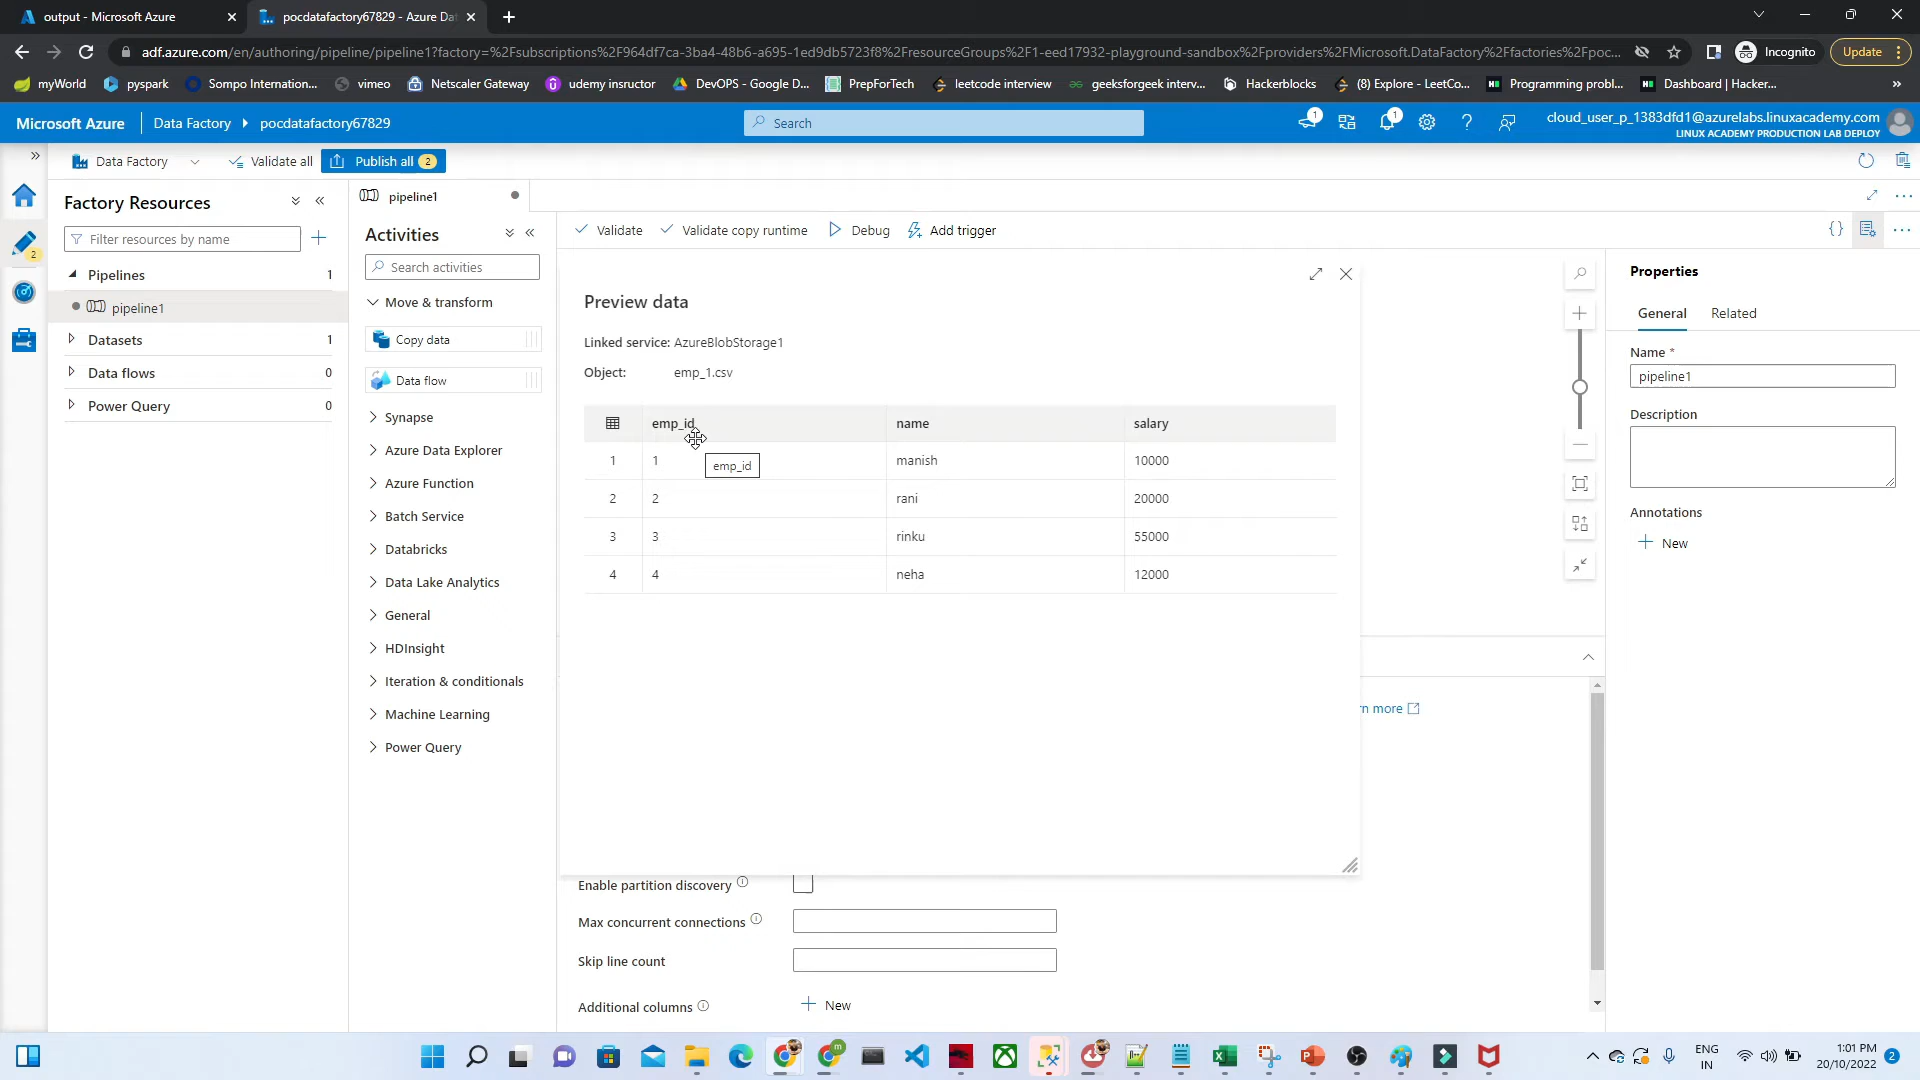 output - Microsoft Azure
pocdatafactory67829 - Azure Dat
adf.azure.com/en/authoring/pipeline/pipeline1?factory=%2Fsubscriptions%2F964df7ca-3ba4-48b6-a695-1ed9db5723f8%2FresourceGroups%2F1-eed17932-playground-sandbox%2Fproviders%2FMicrosoft.DataFactory%2Ffactories%2Fpoc...
Incognito
Update
myWorld
pyspark
Sompo Internation...
vimeo
Netscaler Gateway
udemy insructor
DevOPS - Google D...
PrepForTech
leetcode interview
geeksforgeek interv...
Hackerblocks
(8) Explore - LeetCo...
Programming probl...
Dashboard | Hacker...
»
Microsoft Azure
Data Factory
pocdatafactory67829
Search
1
1
cloud_user_p_1383dfd1@azurelabs.linuxacademy.com
LINUX ACADEMY PRODUCTION LAB DEPLOY
Data Factory
Validate all
Publish all 2
2
Factory Resources
Filter resources by name
Pipelines 1
pipeline1
Datasets 1
Data flows 0
Power Query 0
pipeline1
Activities
Search activities
Move & transform
Copy data
Data flow
Synapse
Azure Data Explorer
Azure Function
Batch Service
Databricks
Data Lake Analytics
General
HDInsight
Iteration & conditionals
Machine Learning
Power Query
Validate
Validate copy runtime
Debug
Add trigger
Preview data
Linked service: AzureBlobStorage1
Object: emp_1.csv
emp_id name salary
1 1 manish 10000
emp_id
2 2 rani 20000
3 3 rinku 55000
4 4 neha 12000
rn more
Enable partition discovery
Max concurrent connections
Skip line count
Additional columns
New
Properties
General
Related
Name *
pipeline1
Description
Annotations
New
ENG
IN
1:01 PM
20/10/2022
2